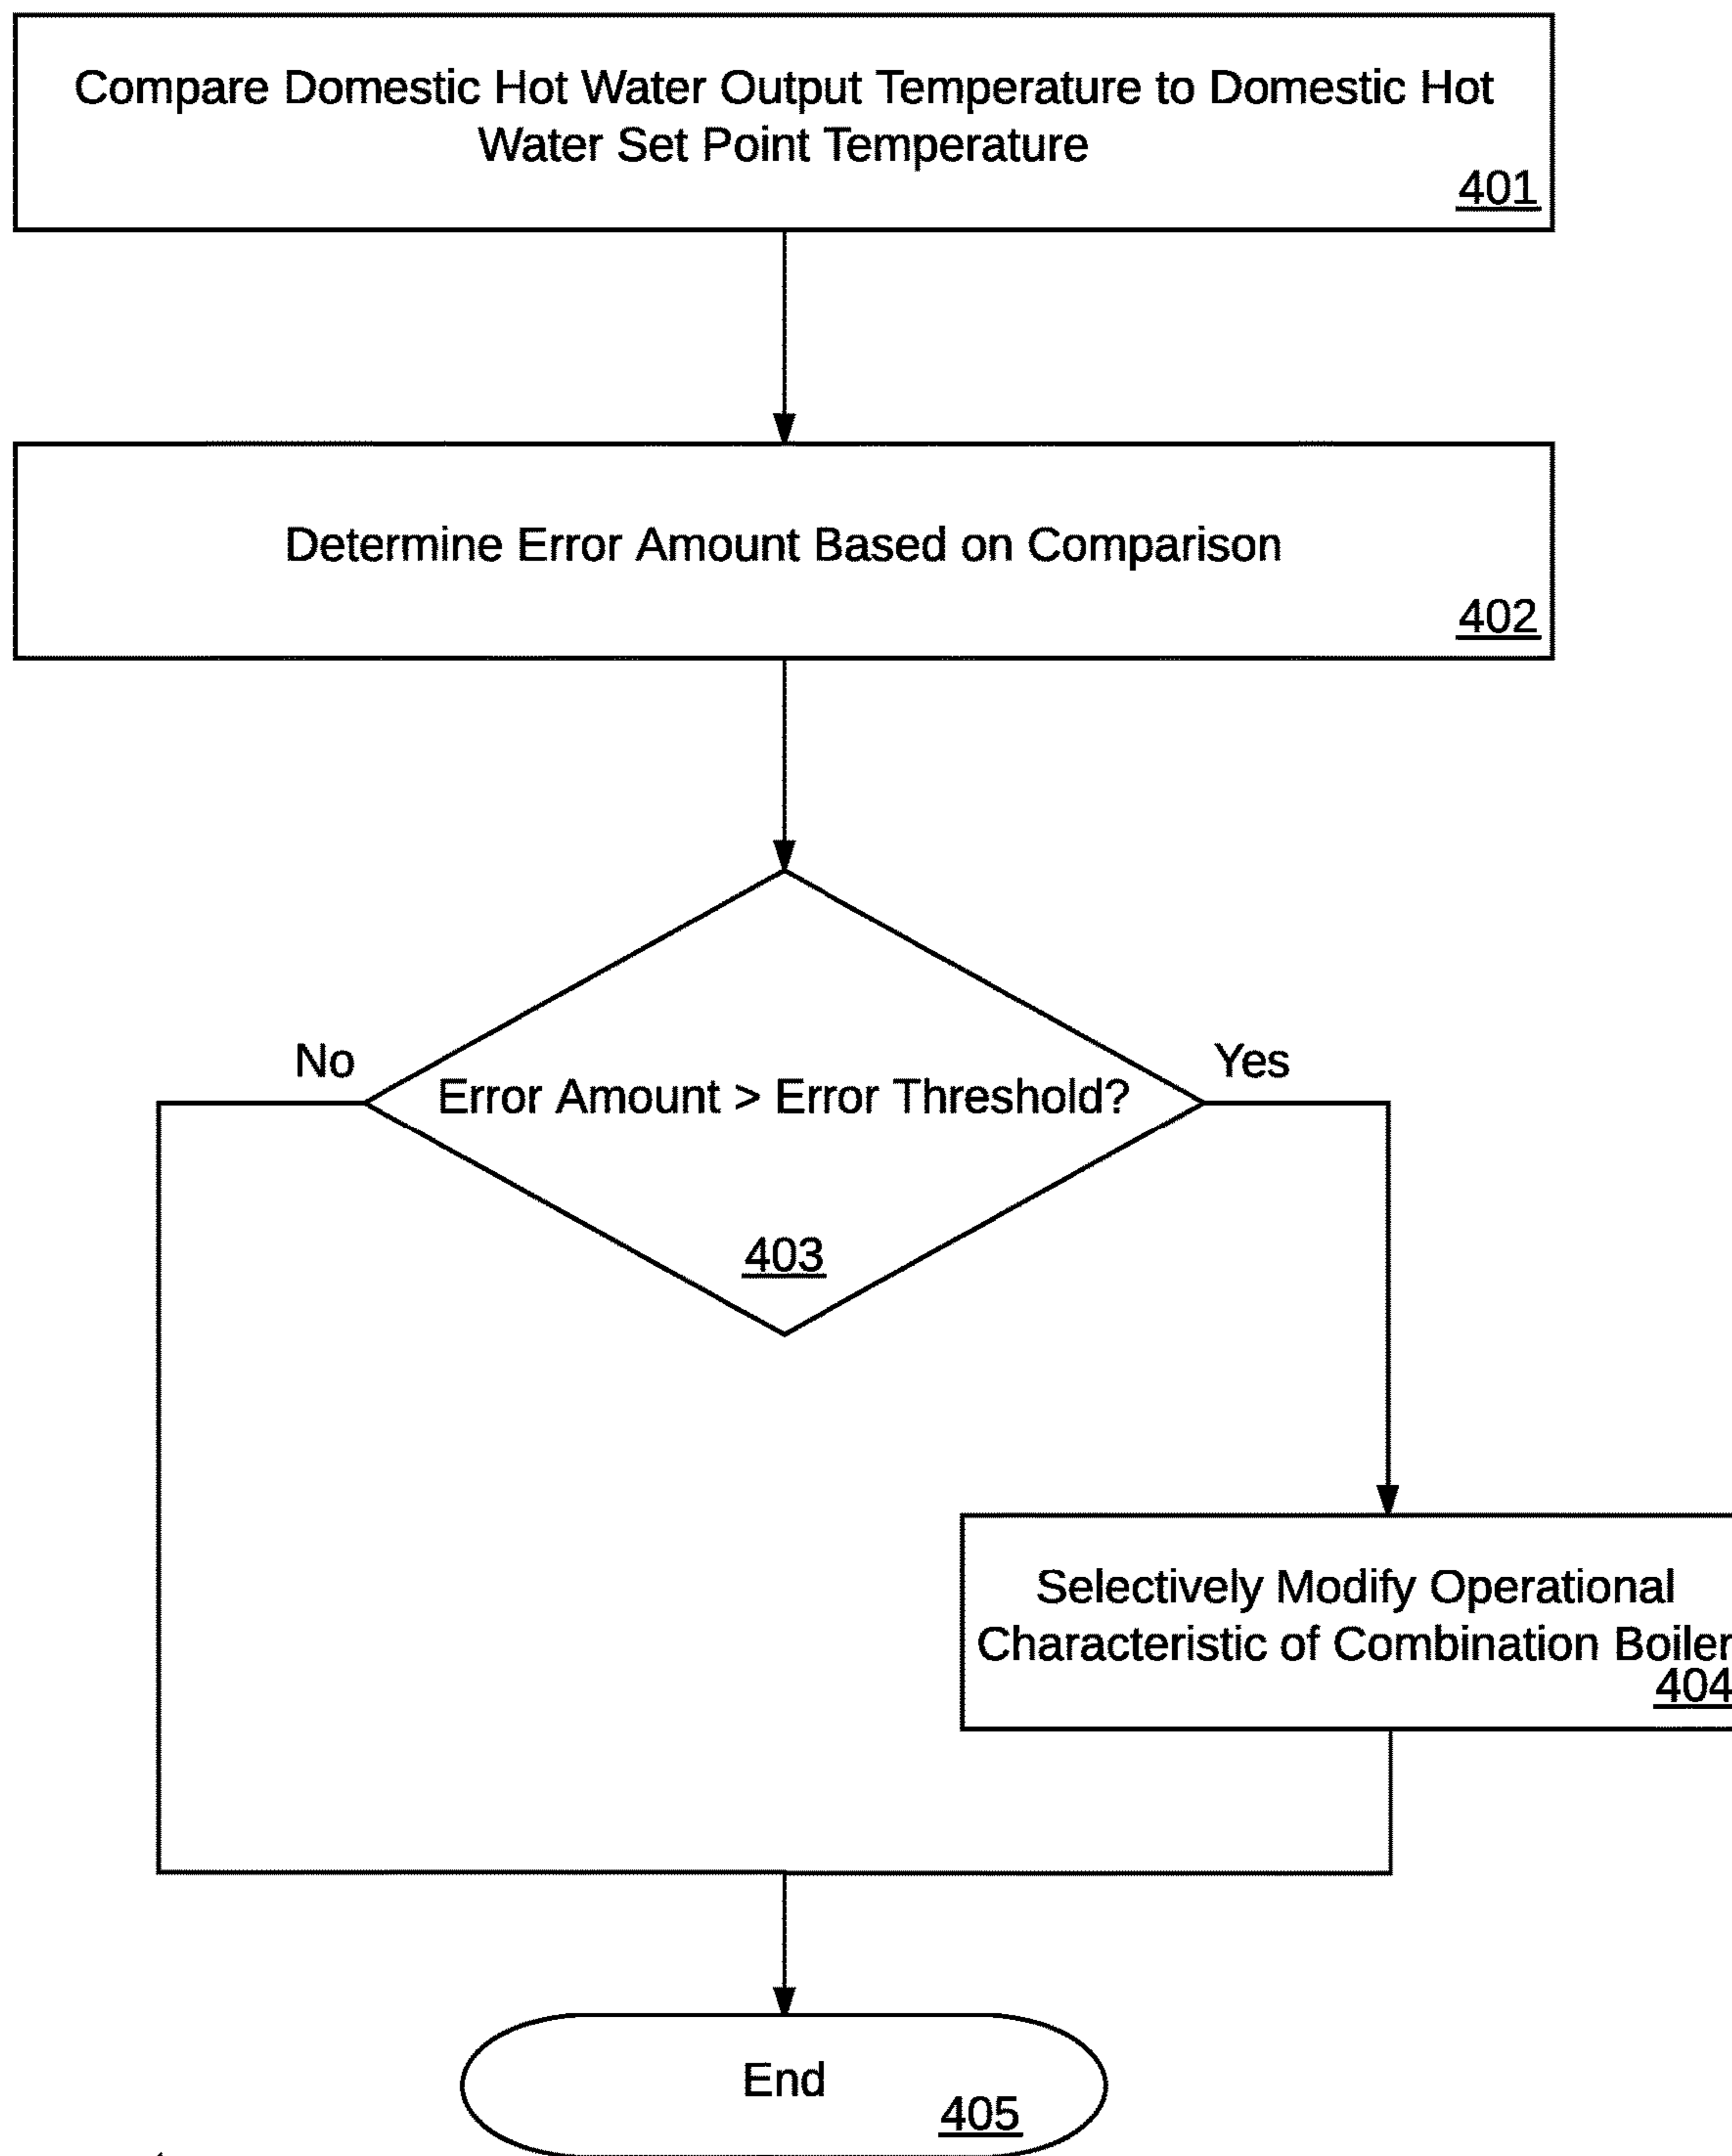 Compare Domestic Hot Water Output Temperature to Domestic Hot
Water Set Point Temperature
401
Determine Error Amount Based on Comparison
402
No
Yes
Error Amount > Error Threshold?
403
Selectively Modify Operational
Characteristic of Combination Boiler
404
End
405